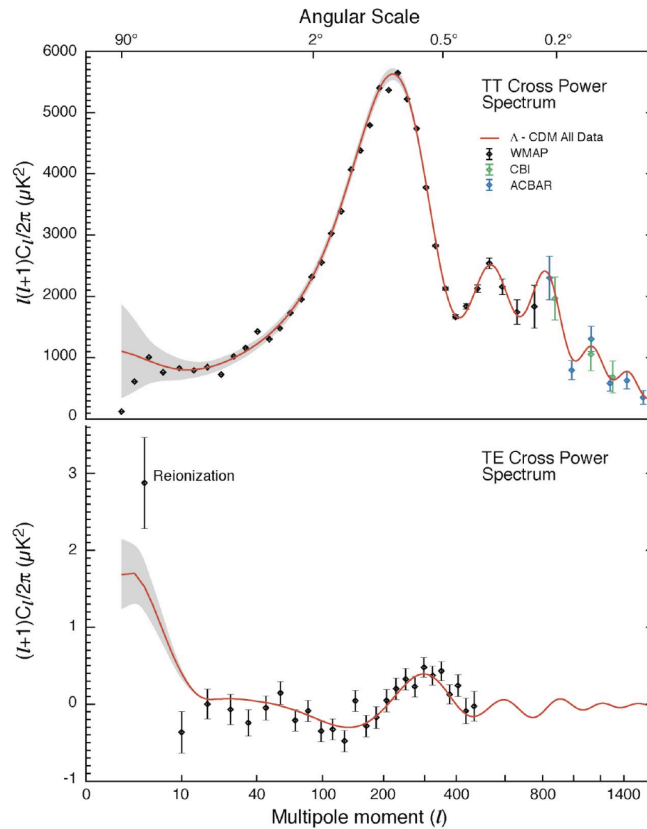 Angular Scale
90° 2° 0.5° 0.2°
6000
5000
4000
3000
2000
1000
0
l(l+1)Cl/2π (μK²)
TT Cross Power
Spectrum
Λ - CDM All Data
WMAP
CBI
ACBAR
3
2
1
0
-1
(l+1)Cl/2π (μK²)
Reionization
TE Cross Power
Spectrum
0 10 40 100 200 400 800 1400
Multipole moment (l)